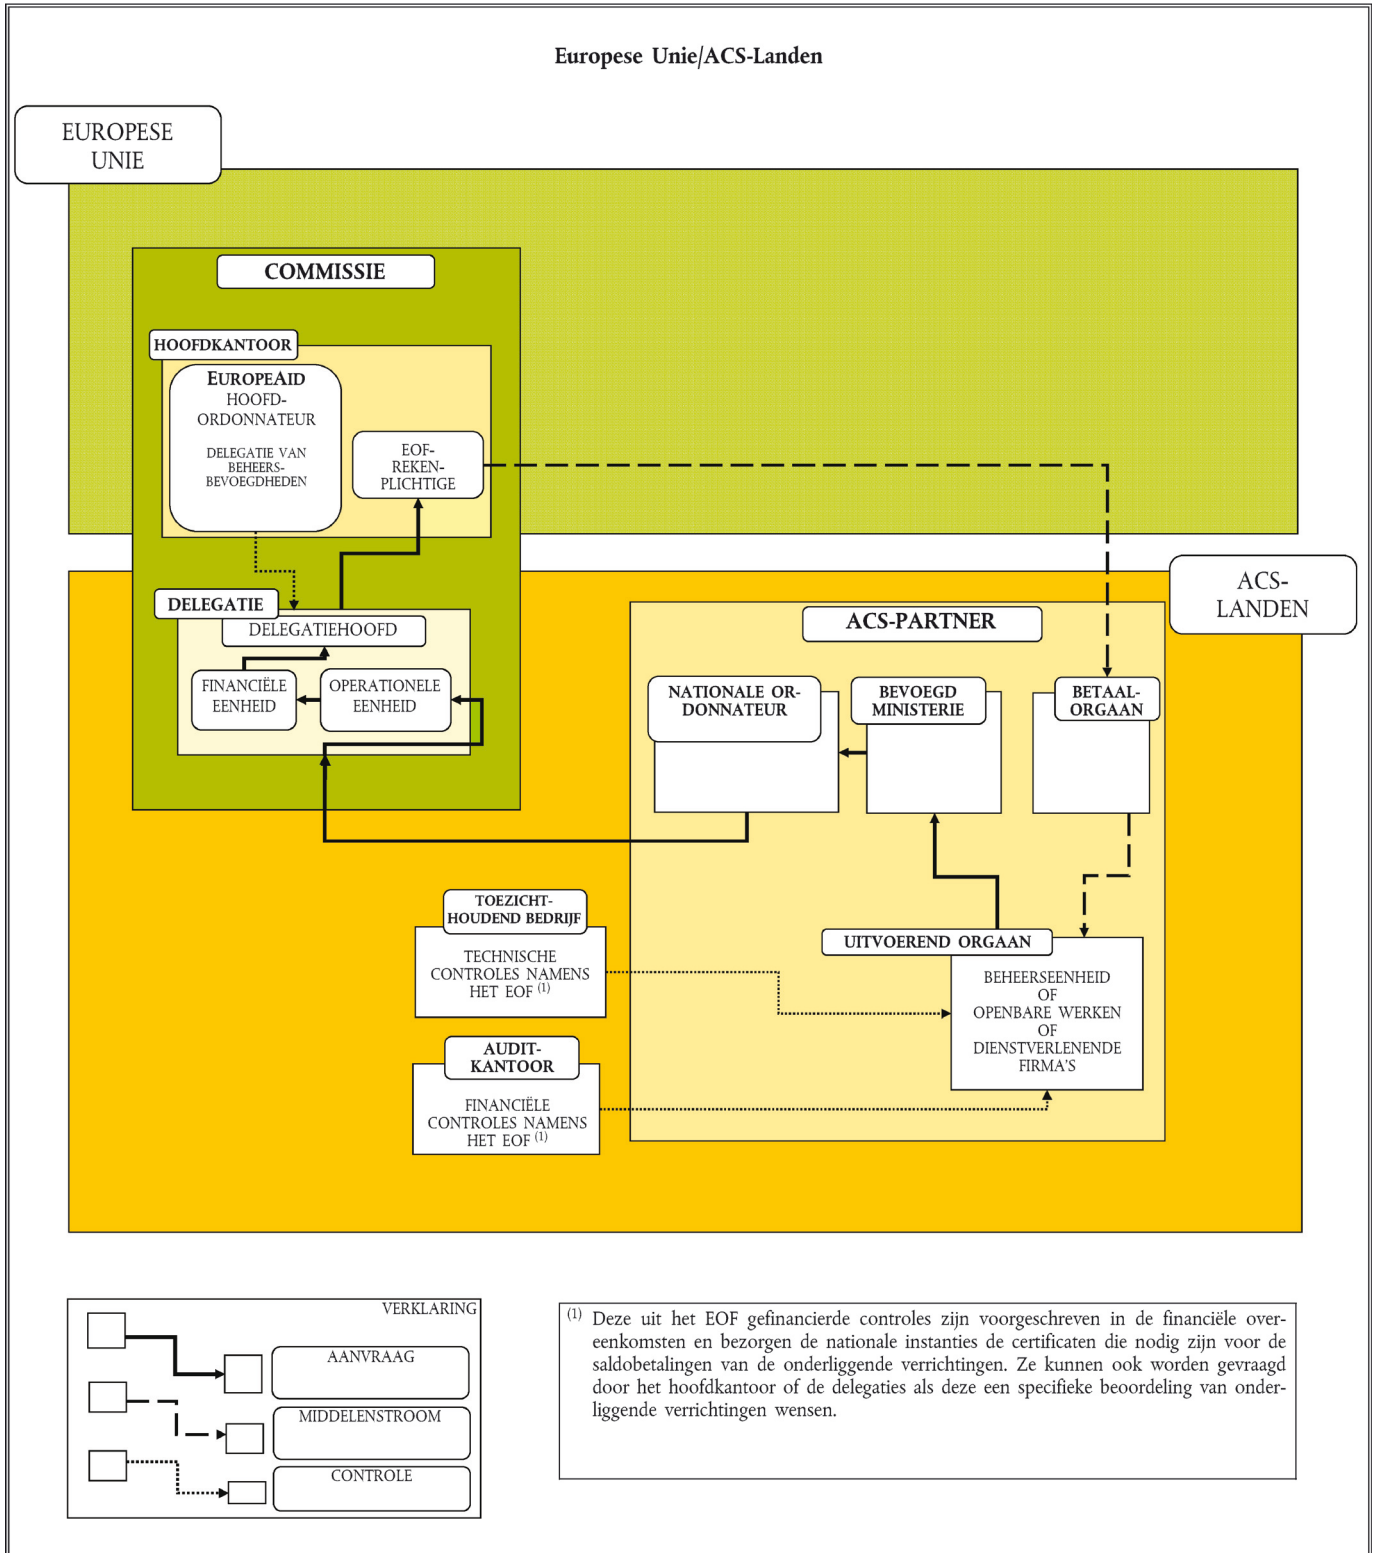 Europese Unie/ACS-Landen
EUROPESE
UNIE
COMMISSIE
HOOFDKANTOOR
EUROPEAID
HOOFD-
ORDONNATEUR
DELEGATIE VAN
BEHEERS-
BEVOEGDHEDEN
EOF-
REKEN-
PLICHTIGE
ACS-
LANDEN
DELEGATIE
DELEGATIEHOOFD
FINANCIËLE
EENHEID
OPERATIONELE
EENHEID
ACS-PARTNER
NATIONALE OR-
DONNATEUR
BEVOEGD
MINISTERIE
BETAAL-
ORGAAN
TOEZICHT-
HOUDEND BEDRIJF
TECHNISCHE
CONTROLES NAMENS
HET EOF (1)
UITVOEREND ORGAAN
BEHEERSEENHEID
OF
OPENBARE WERKEN
OF
DIENSTVERLENENDE
FIRMA'S
AUDIT-
KANTOOR
FINANCIËLE
CONTROLES NAMENS
HET EOF (1)
VERKLARING
AANVRAAG
MIDDELENSTROOM
CONTROLE
(1) Deze uit het EOF gefinancierde controles zijn voorgeschreven in de financiële over-
eenkomsten en bezorgen de nationale instanties de certificaten die nodig zijn voor de
saldobetalingen van de onderliggende verrichtingen. Ze kunnen ook worden gevraagd
door het hoofdkantoor of de delegaties als deze een specifieke beoordeling van onder-
liggende verrichtingen wensen.